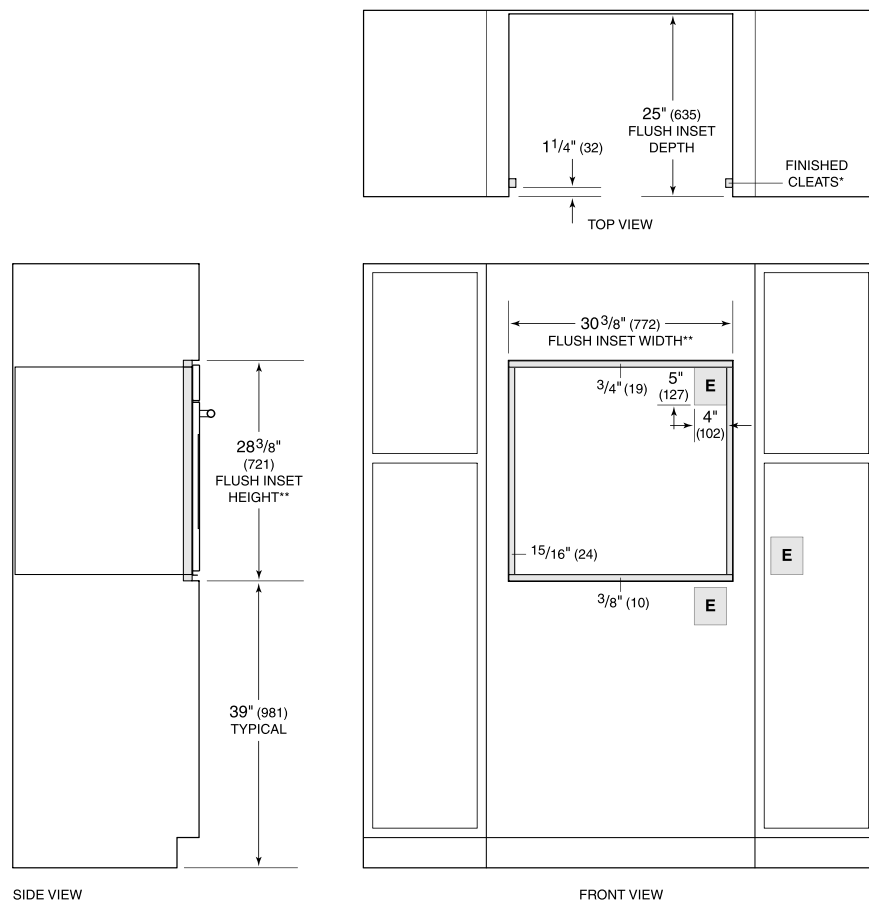 25" (635)
FLUSH INSET
DEPTH
1 1/4" (32)
FINISHED
CLEATS*
TOP VIEW
30 3/8" (772)
FLUSH INSET WIDTH**
3/4" (19)
5"
(127)
E
4"
(102)
28 3/8"
(721)
FLUSH INSET
HEIGHT**
15/16" (24)
E
3/8" (10)
E
39" (981)
TYPICAL
SIDE VIEW
FRONT VIEW